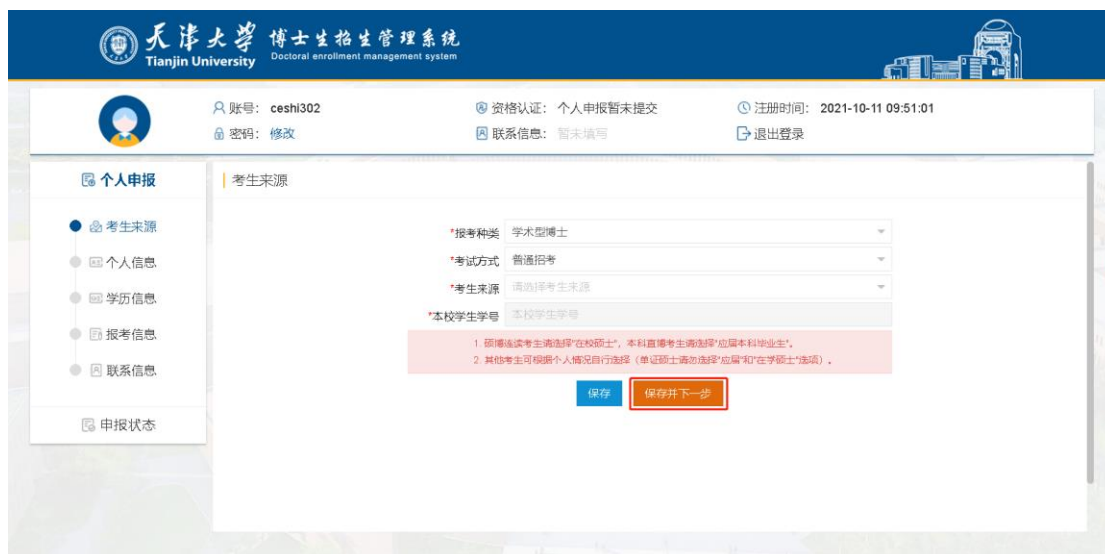 天津大学 博士生招生管理系统
Tianjin University Doctoral enrollment management system
账号: ceshi302 资格认证: 个人申报暂未提交 注册时间: 2021-10-11 09:51:01
密码: 修改 联系信息: 暂未填写 退出登录
个人申报
考生来源
个人信息
学历信息
报考信息
联系信息
申报状态
考生来源
*报考种类 学术型博士
*考试方式 普通招考
*考生来源 请选择考生来源
*本校学生学号 本校学生学号
1. 硕博连读考生请选择"在校硕士"，本科直博考生请选择"应届本科毕业生"。
2. 其他考生可根据个人情况自行选择（单证硕士请勿选择"应届"和"在学硕士"选项）.
保存 保存并下一步